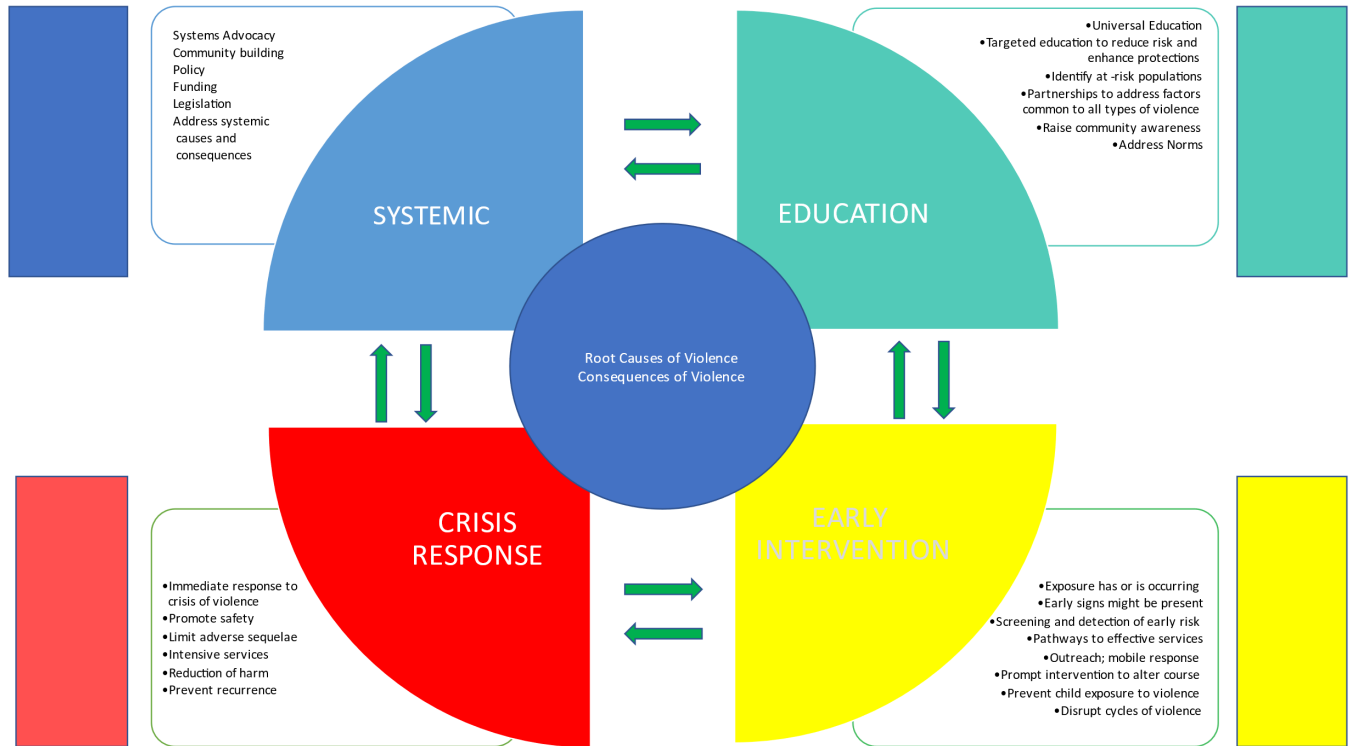 Systems Advocacy
Community building
Policy
Funding
Legislation
Address systemic
causes and
consequences
SYSTEMIC
•Universal Education
•Targeted education to reduce risk and
enhance protections
•Identify at -risk populations
•Partnerships to address factors
common to all types of violence
•Raise community awareness
•Address Norms
EDUCATION
Root Causes of Violence
Consequences of Violence
CRISIS
RESPONSE
•Immediate response to
crisis of violence
•Promote safety
•Limit adverse sequelae
•Intensive services
•Reduction of harm
•Prevent recurrence
EARLY
INTERVENTION
•Exposure has or is occurring
•Early signs might be present
•Screening and detection of early risk
•Pathways to effective services
•Outreach; mobile response
•Prompt intervention to alter course
•Prevent child exposure to violence
•Disrupt cycles of violence